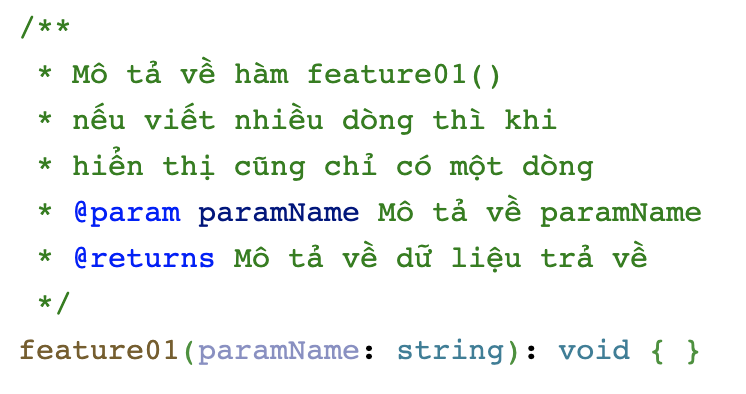 /**
 * Mô tả về hàm feature01()
 * nếu viết nhiều dòng thì khi
 * hiển thị cũng chỉ có một dòng
 * @param paramName Mô tả về paramName
 * @returns Mô tả về dữ liệu trả về
 */
feature01(paramName: string): void { }